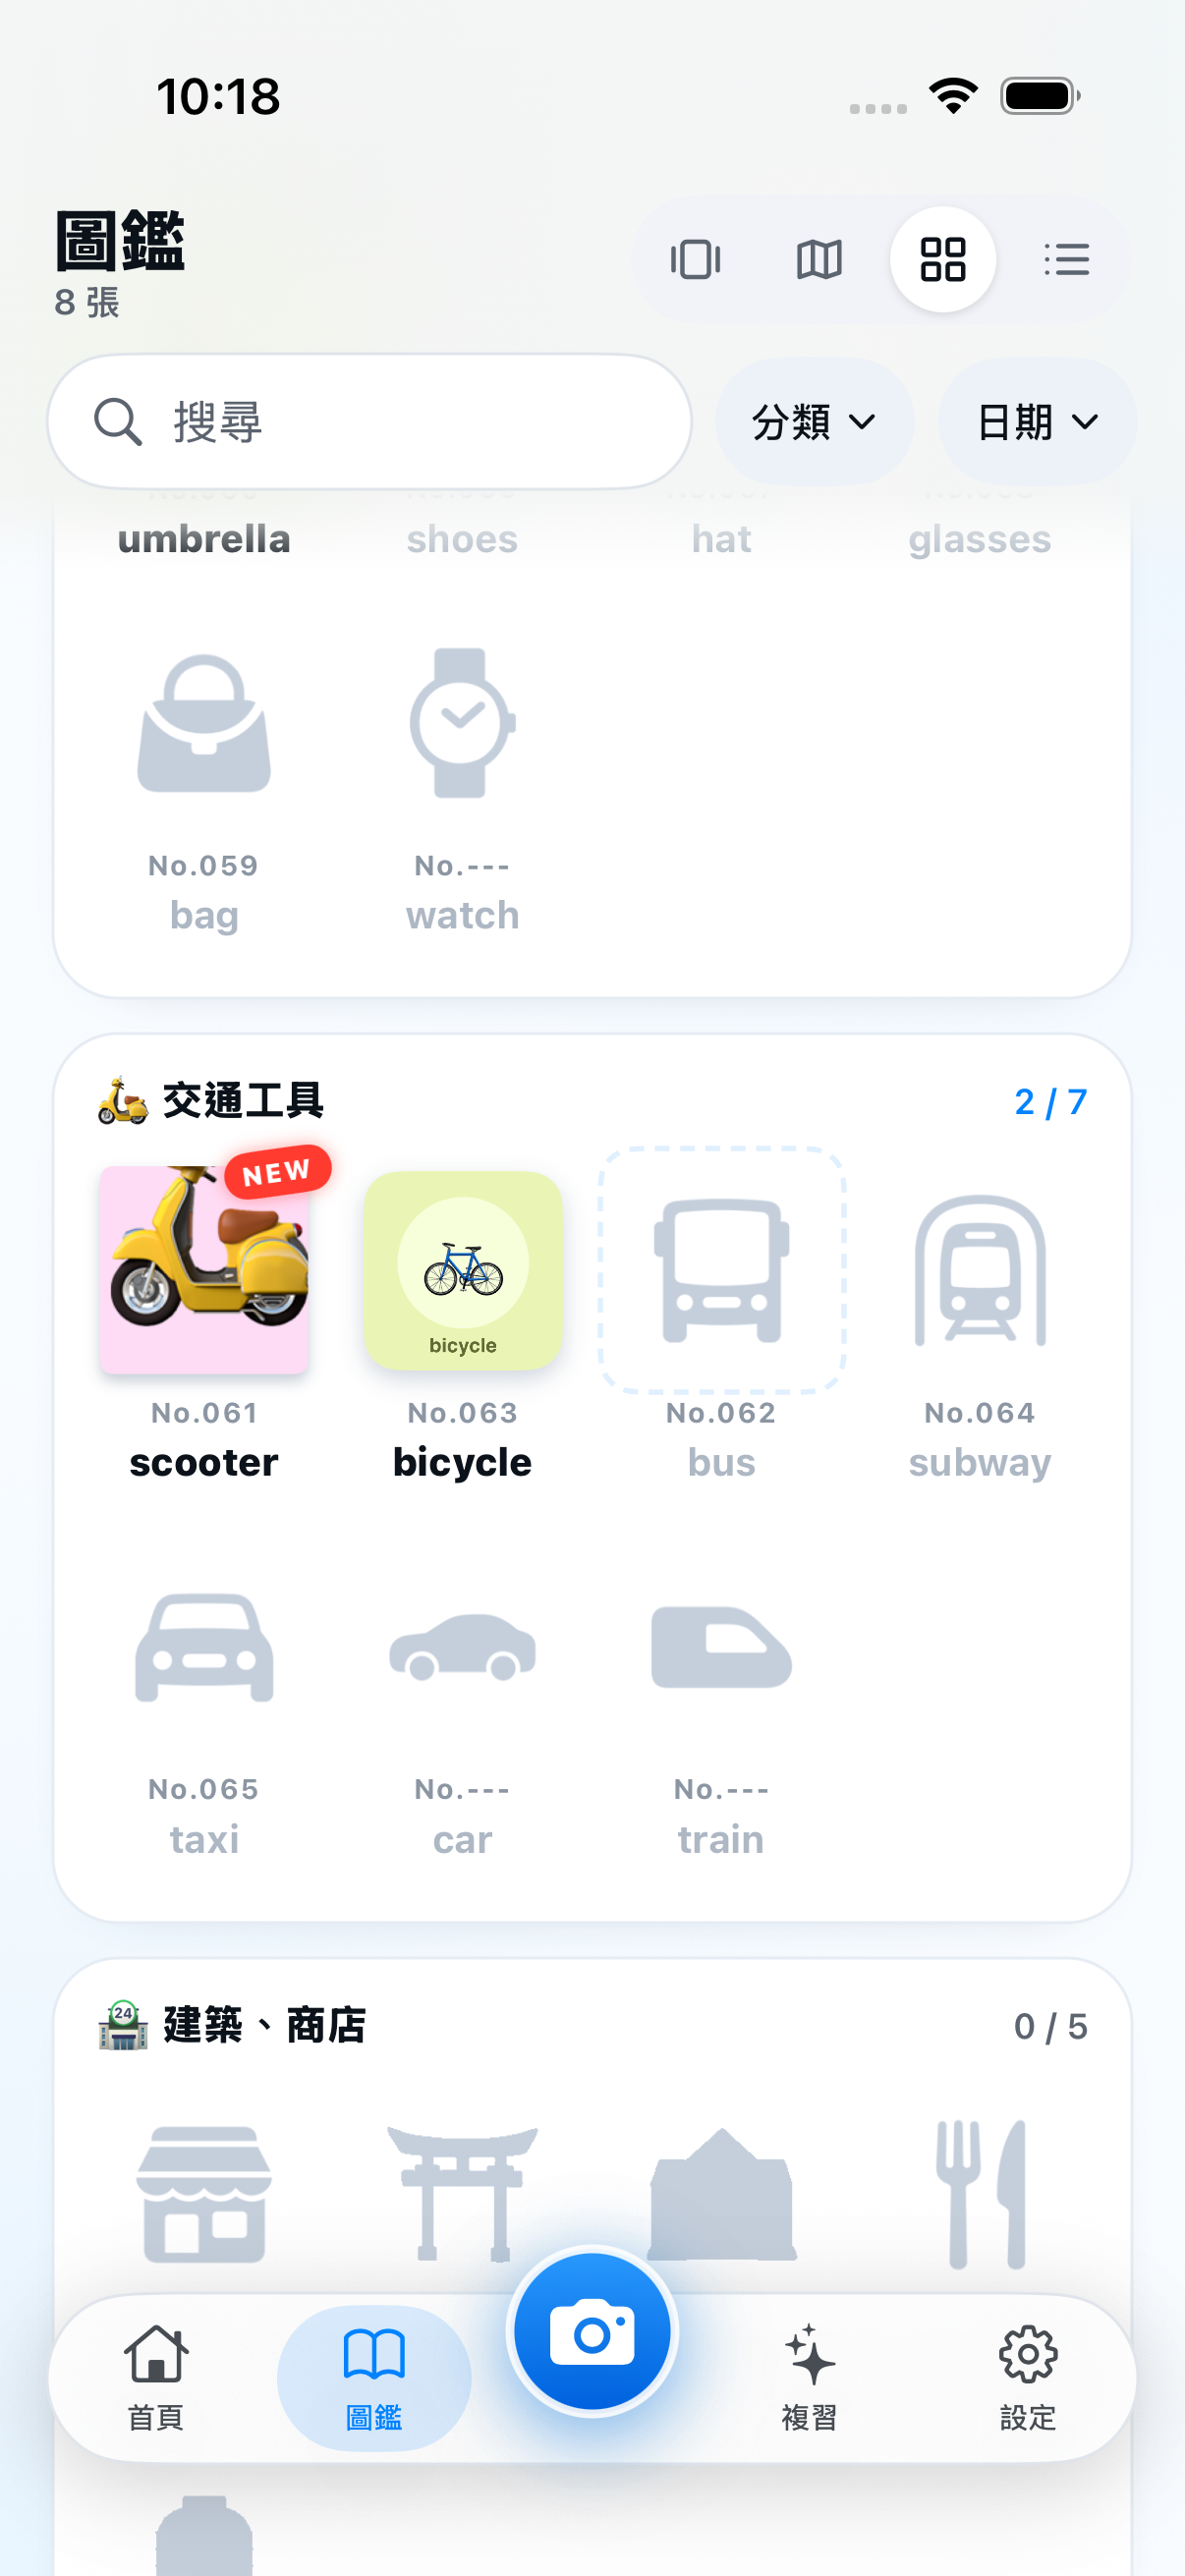 10:18
圖鑑
8 張
搜尋
分類
日期
umbrella shoes hat glasses
No.059 No.---
bag watch
交通工具 2 / 7
NEW
bicycle
No.061 No.063 No.062 No.064
scooter bicycle bus subway
No.065 No.--- No.---
taxi car train
24
建築、商店 0 / 5
首頁 圖鑑 複習 設定